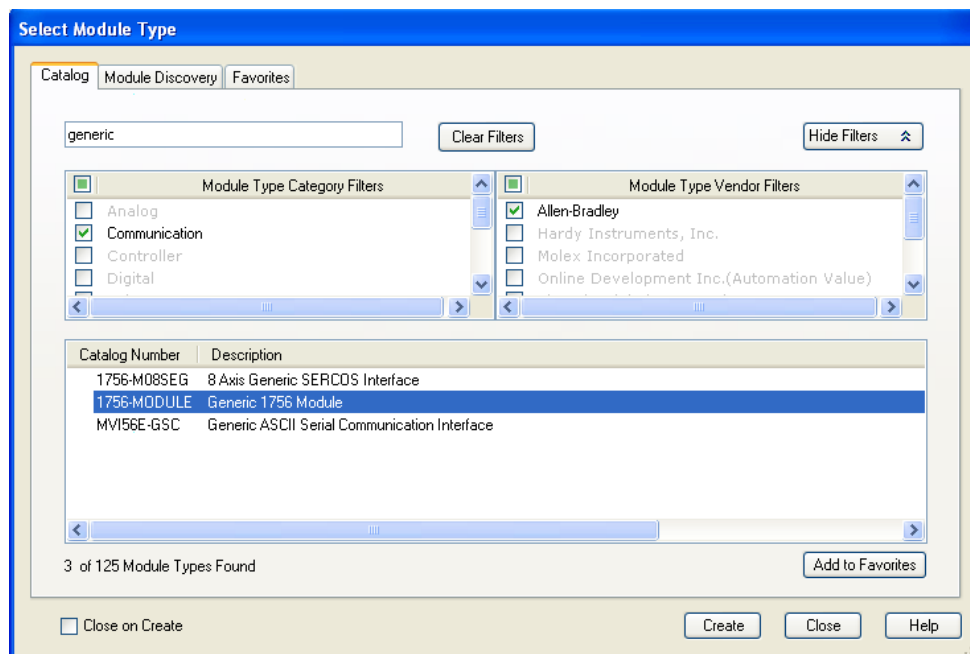 Select Module Type
Catalog Module Discovery Favorites
generic Clear Filters Hide Filters
Module Type Category Filters Module Type Vendor Filters
Analog Allen-Bradley
Communication Hardy Instruments, Inc.
Controller Molex Incorporated
Digital Online Development Inc.(Automation Value)
Catalog Number Description
1756-M08SEG 8 Axis Generic SERCOS Interface
1756-MODULE Generic 1756 Module
MVI56E-GSC Generic ASCII Serial Communication Interface
3 of 125 Module Types Found Add to Favorites
Close on Create Create Close Help